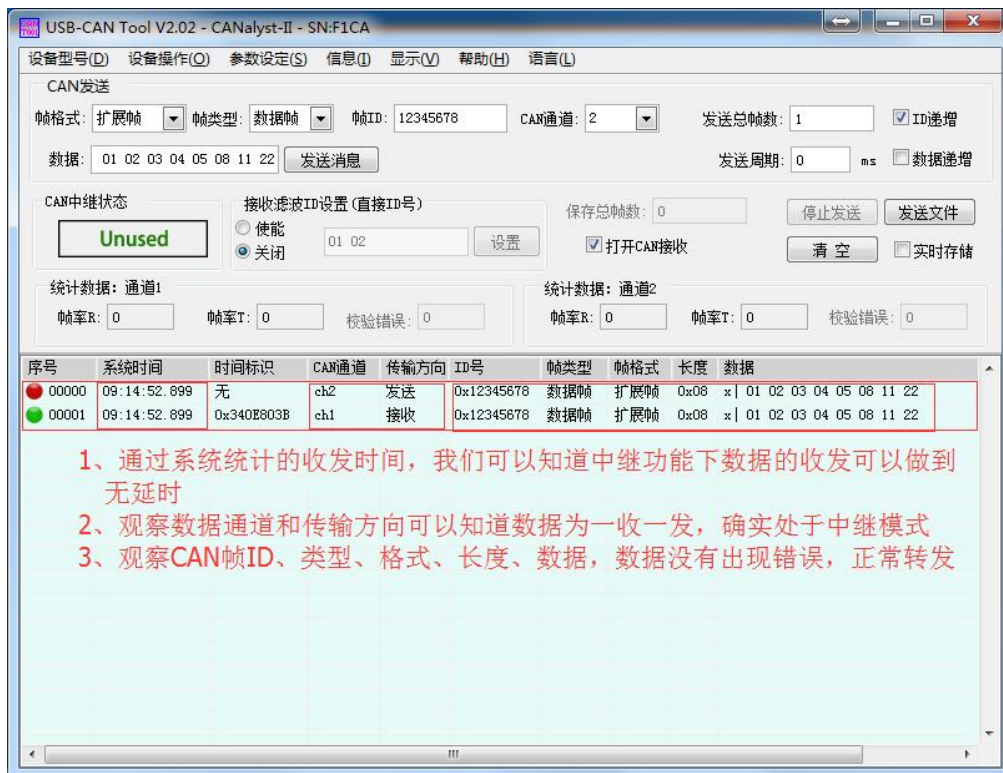 USB-CAN Tool V2.02 - CANalyst-II - SN:F1CA
设备型号(D) 设备操作(O) 参数设定(S) 信息(I) 显示(V) 帮助(H) 语言(L)
CAN发送
帧格式: 扩展帧 帧类型: 数据帧 帧ID: 12345678 CAN通道: 2 发送总帧数: 1 ID递增
数据: 01 02 03 04 05 08 11 22 发送消息 发送周期: 0 ms 数据递增
CAN中继状态 接收滤波ID设置(直接ID号)
Unused 使能 关闭 01 02 设置 保存总帧数: 0 停止发送 发送文件
打开CAN接收 清 空 实时存储
统计数据: 通道1 统计数据: 通道2
帧率R: 0 帧率T: 0 校验错误: 0 帧率R: 0 帧率T: 0 校验错误: 0
序号 系统时间 时间标识 CAN通道 传输方向 ID号 帧类型 帧格式 长度 数据
00000 09:14:52.899 无 ch2 发送 0x12345678 数据帧 扩展帧 0x08 x| 01 02 03 04 05 08 11 22
00001 09:14:52.899 0x340E803B ch1 接收 0x12345678 数据帧 扩展帧 0x08 x| 01 02 03 04 05 08 11 22
1、通过系统统计的收发时间，我们可以知道中继功能下数据的收发可以做到
无延时
2、观察数据通道和传输方向可以知道数据为一收一发，确实处于中继模式
3、观察CAN帧ID、类型、格式、长度、数据，数据没有出现错误，正常转发